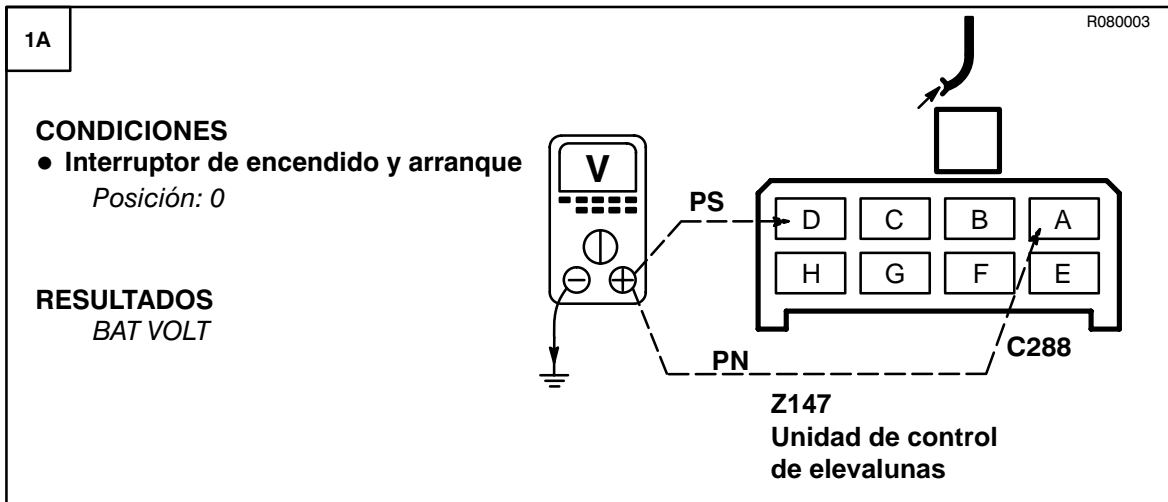 1A
R080003
CONDICIONES
● Interruptor de encendido y arranque
Posición: 0
RESULTADOS
BAT VOLT
V
PS
D C B A
H G F E
PN
C288
Z147
Unidad de control
de elevalunas